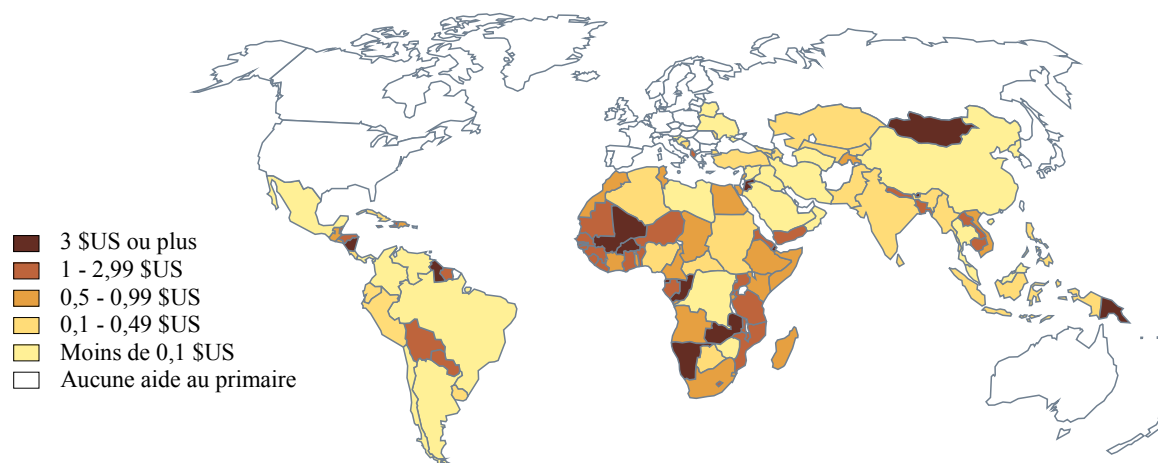 3 $US ou plus
1 - 2,99 $US
0,5 - 0,99 $US
0,1 - 0,49 $US
Moins de 0,1 $US
Aucune aide au primaire